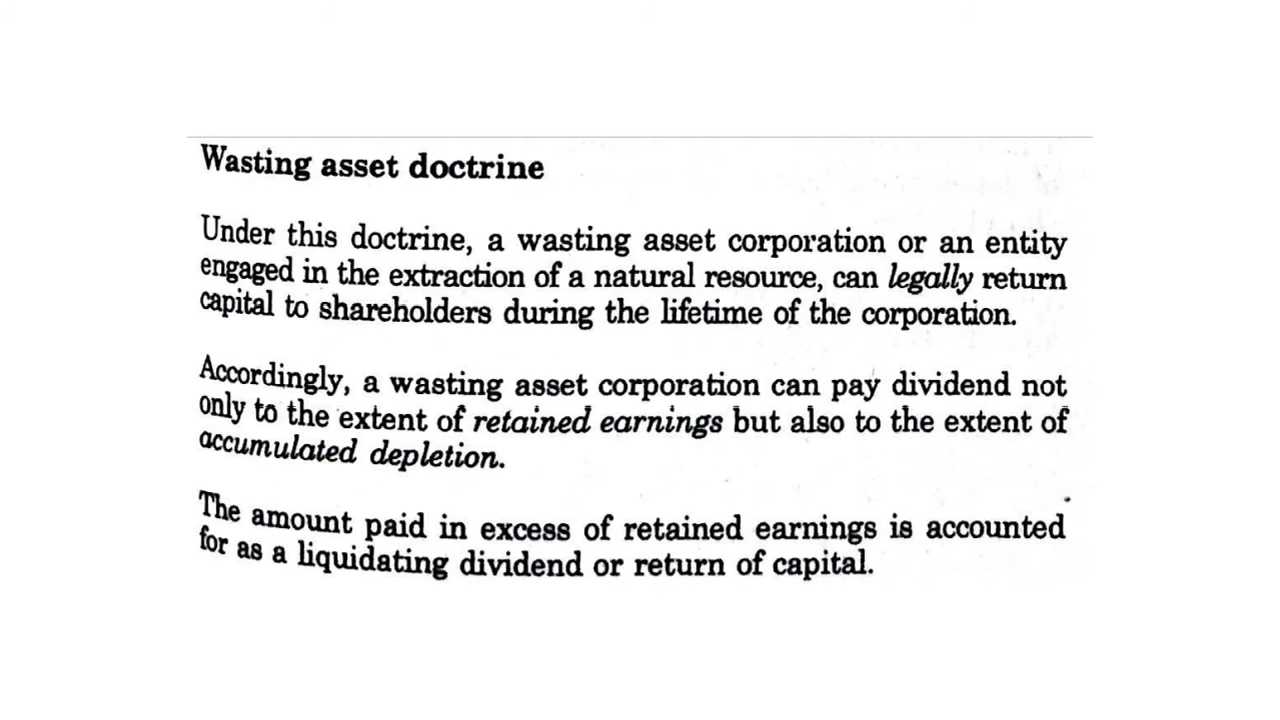 Wasting asset doctrine
Under this doctrine, a wasting asset corporation or an entity
engaged in the extraction of a natural resource, can legally return
capital to shareholders during the lifetime of the corporation.
Accordingly, a wasting asset corporation can pay dividend not
only to the extent of retained earnings but also to the extent of
accumulated depletion.
The amount paid in excess of retained earnings is accounted
for as a liquidating dividend or return of capital.